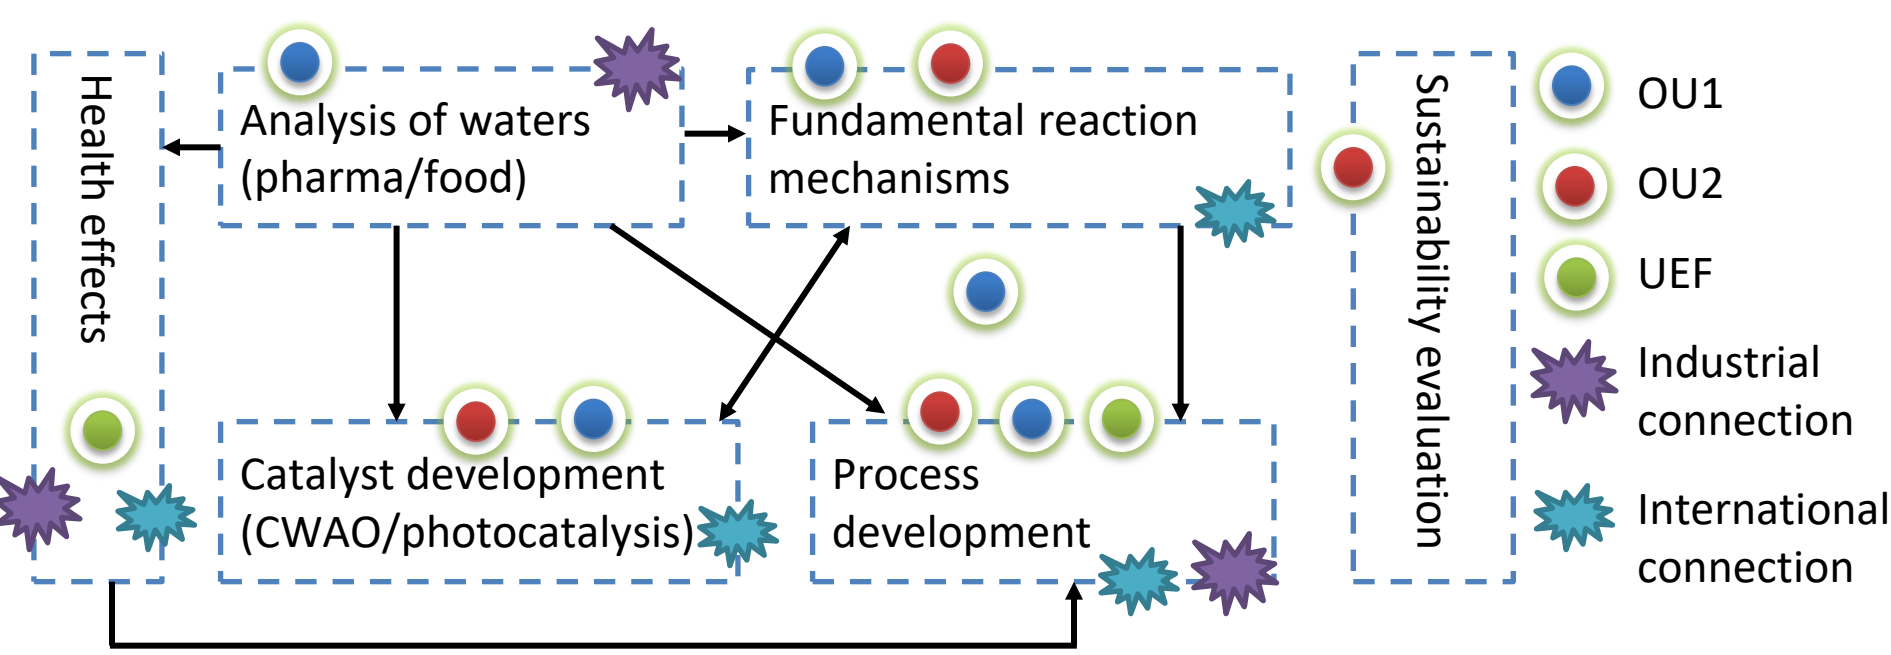 Health effects
Analysis of waters
(pharma/food)
Fundamental reaction
mechanisms
Catalyst development
(CWAO/photocatalysis)
Process
development
Sustainability evaluation
OU1
OU2
UEF
Industrial
connection
International
connection